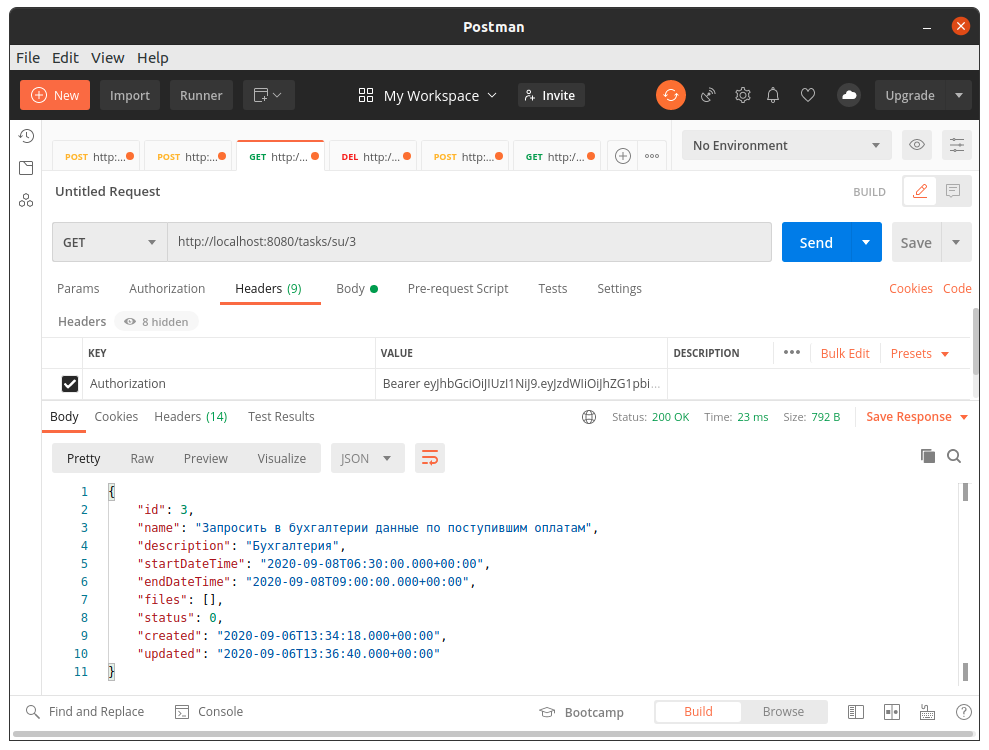 Postman
File Edit View Help
New Import Runner My Workspace Invite Upgrade
POST http:... POST http:... GET http:/... DEL http:/... POST http:... GET http:/... No Environment
Untitled Request BUILD
GET http://localhost:8080/tasks/su/3 Send Save
Params Authorization Headers (9) Body Pre-request Script Tests Settings Cookies Code
Headers 8 hidden
KEY VALUE DESCRIPTION ••• Bulk Edit Presets
Authorization Bearer eyJhbGciOiJIUzI1NiJ9.eyJzdWIiOiJhZG1pbi...
Body Cookies Headers (14) Test Results Status: 200 OK Time: 23 ms Size: 792 B Save Response
Pretty Raw Preview Visualize JSON
1 {
2 "id": 3,
3 "name": "Запросить в бухгалтерии данные по поступившим оплатам",
4 "description": "Бухгалтерия",
5 "startDateTime": "2020-09-08T06:30:00.000+00:00",
6 "endDateTime": "2020-09-08T09:00:00.000+00:00",
7 "files": [],
8 "status": 0,
9 "created": "2020-09-06T13:34:18.000+00:00",
10 "updated": "2020-09-06T13:36:40.000+00:00"
11 }
Find and Replace Console Bootcamp Build Browse